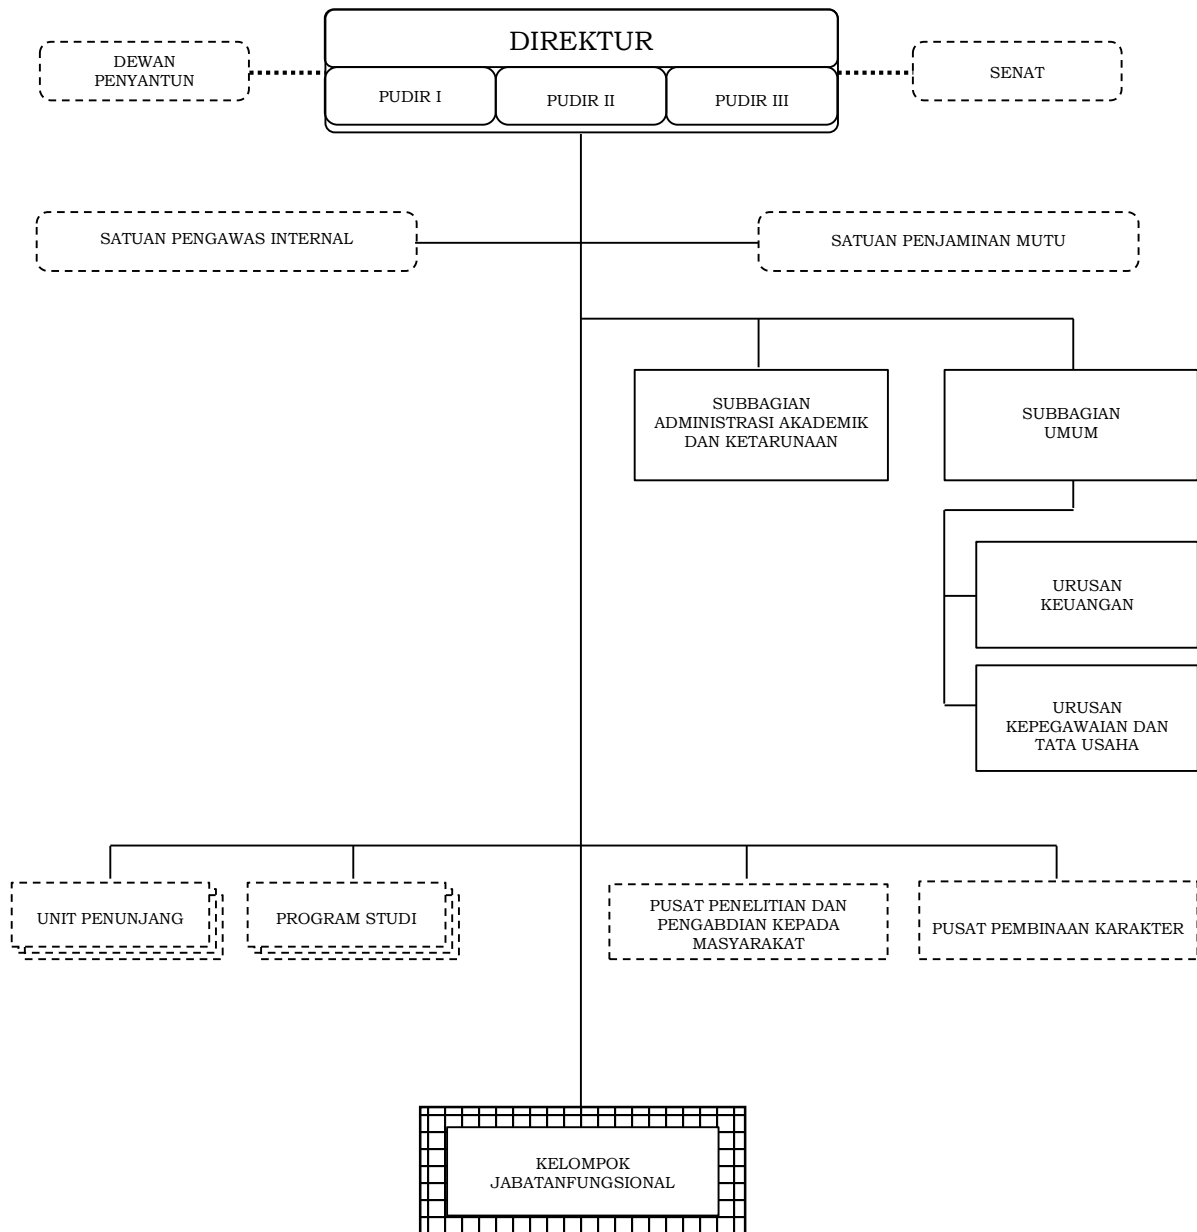 DIREKTUR
DEWAN
PENYANTUN
PUDIR I
PUDIR II
PUDIR III
SENAT
SATUAN PENGAWAS INTERNAL
SATUAN PENJAMINAN MUTU
SUBBAGIAN
ADMINISTRASI AKADEMIK
DAN KETARUNAAN
SUBBAGIAN
UMUM
URUSAN
KEUANGAN
URUSAN
KEPEGAWAIAN DAN
TATA USAHA
UNIT PENUNJANG
PROGRAM STUDI
PUSAT PENELITIAN DAN
PENGABDIAN KEPADA
MASYARAKAT
PUSAT PEMBINAAN KARAKTER
KELOMPOK
JABATANFUNGSIONAL